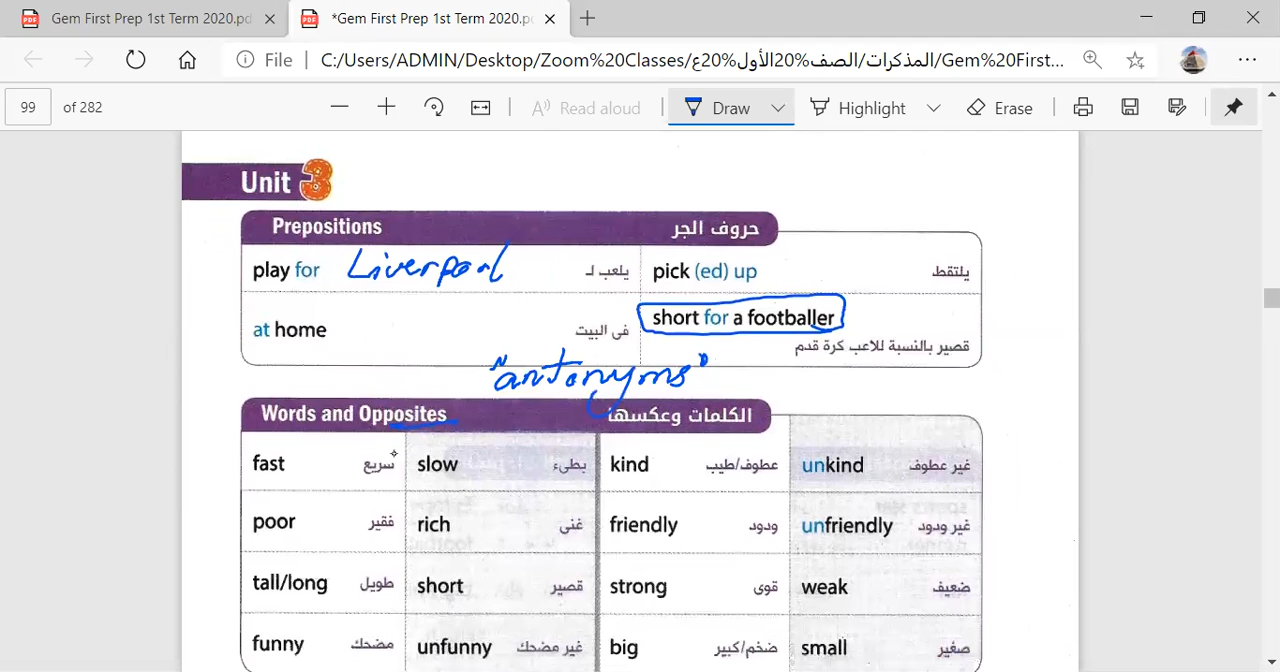 Gem First Prep 1st Term 2020.pd
*Gem First Prep 1st Term 2020.pd
File
C:/Users/ADMIN/Desktop/Zoom%20Classes/المذكرات/الصف%20الأول%20ع/Gem%20First...
99 of 282
Read aloud
Draw
Highlight
Erase
Unit 3
Prepositions حروف الجر
play for Liverpool يلعب لـ pick (ed) up يلتقط
at home فى البيت short for a footballer
قصير بالنسبة للاعب كرة قدم
"antonyms"
Words and Opposites الكلمات وعكسها
fast سريع slow بطىء kind عطوف/طيب unkind غير عطوف
poor فقير rich غنى friendly ودود unfriendly غير ودود
tall/long طويل short قصير strong قوى weak ضعيف
funny مضحك unfunny غير مضحك big ضخم/كبير small صغير